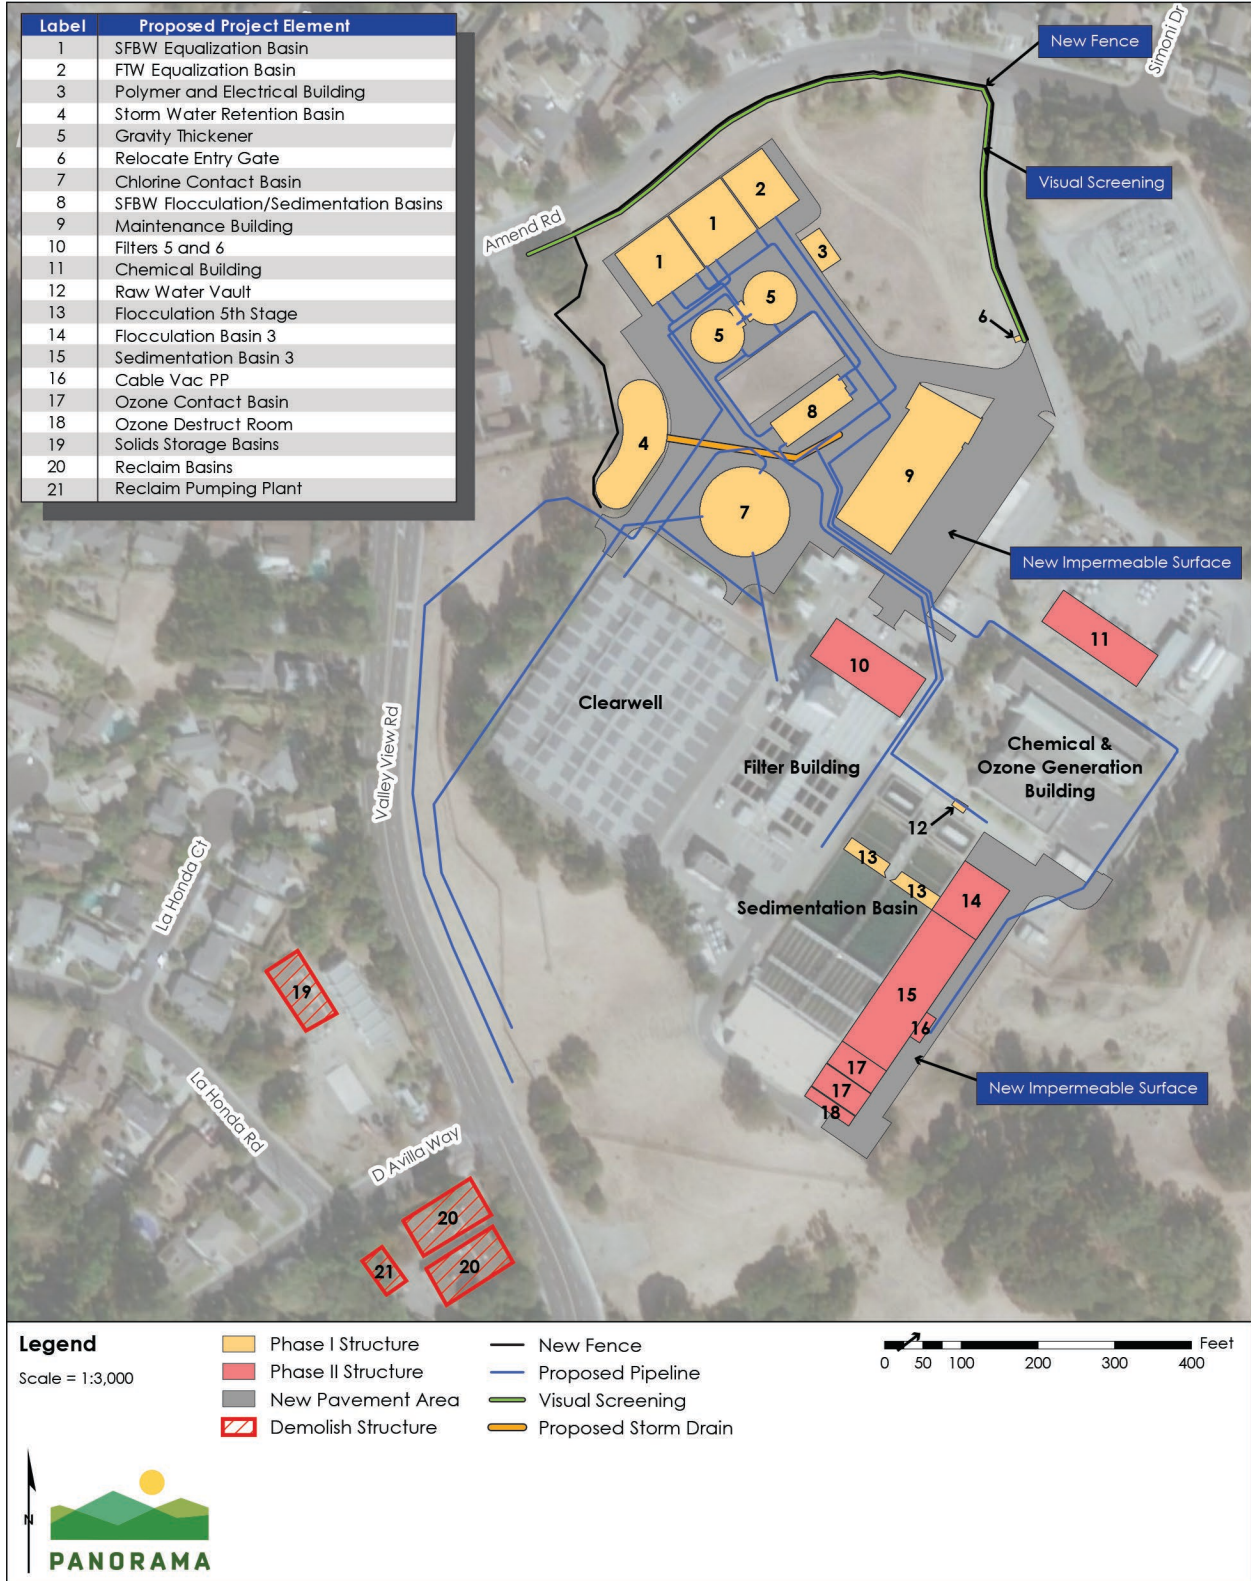 Label Proposed Project Element
1 SFBW Equalization Basin
2 FTW Equalization Basin
3 Polymer and Electrical Building
4 Storm Water Retention Basin
5 Gravity Thickener
6 Relocate Entry Gate
7 Chlorine Contact Basin
8 SFBW Flocculation/Sedimentation Basins
9 Maintenance Building
10 Filters 5 and 6
11 Chemical Building
12 Raw Water Vault
13 Flocculation 5th Stage
14 Flocculation Basin 3
15 Sedimentation Basin 3
16 Cable Vac PP
17 Ozone Contact Basin
18 Ozone Destruct Room
19 Solids Storage Basins
20 Reclaim Basins
21 Reclaim Pumping Plant
New Fence
Simoni Dr
Visual Screening
Amend Rd
2
1
1
3
5
5
6
8
4
9
7
New Impermeable Surface
11
10
Clearwell
Valley View Rd
Filter Building
Chemical &
Ozone Generation
Building
12
13
13
14
Sedimentation Basin
La Honda Ct
19
15
16
17
17
18
New Impermeable Surface
La Honda Rd
D Avilla Way
20
20
21
Legend
Scale = 1:3,000
Phase I Structure
Phase II Structure
New Pavement Area
Demolish Structure
New Fence
Proposed Pipeline
Visual Screening
Proposed Storm Drain
Feet
0 50 100 200 300 400
N
PANORAMA